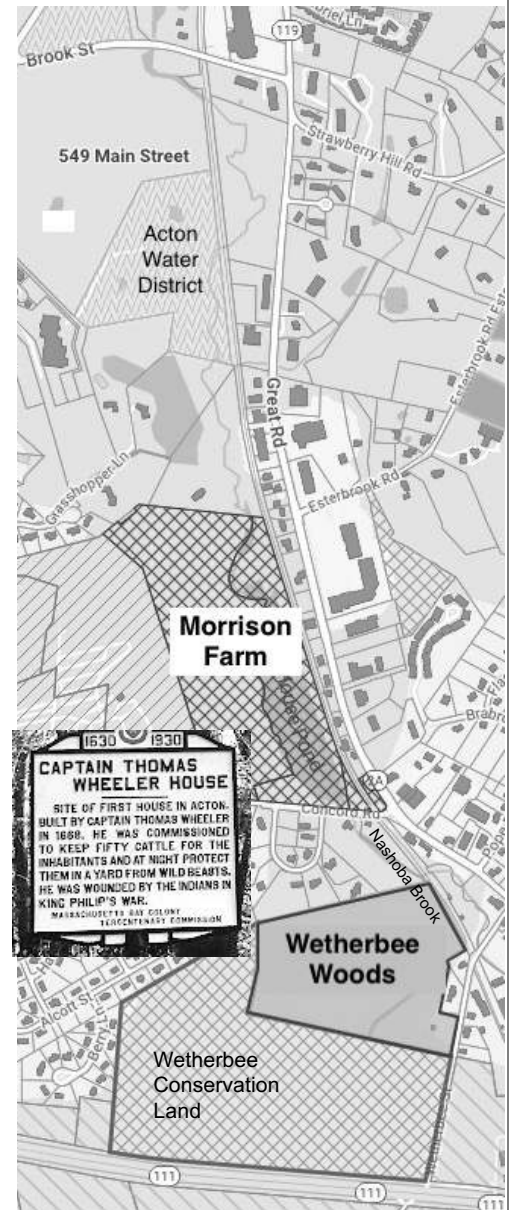 119
Brook St
Strawberry Hill Rd
549 Main Street
Acton
Water
District
Great Rd
Esterbrook Rd
Esterbrook Rd
Grasshopper Ln
Morrison
Farm
1630 1930
CAPTAIN THOMAS
WHEELER HOUSE
SITE OF FIRST HOUSE IN ACTON.
BUILT BY CAPTAIN THOMAS WHEELER
IN 1668. HE WAS COMMISSIONED
TO KEEP FIFTY CATTLE FOR THE
INHABITANTS AND AT NIGHT PROTECT
THEM IN A YARD FROM WILD BEASTS.
HE WAS WOUNDED BY THE INDIANS IN
KING PHILIP'S WAR.
MASSACHUSETTS BAY COLONY
TERCENTENARY COMMISSION
2A
Concord Rd
Nashoba Brook
Wetherbee
Woods
Alcott St
Wetherbee
Conservation
Land
111
111
111